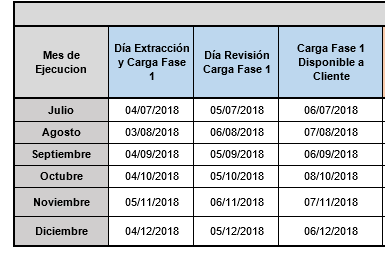 Mes de Ejecucion | Día Extracción y Carga Fase 1 | Día Revisión Carga Fase 1 | Carga Fase 1 Disponible a Cliente
Julio | 04/07/2018 | 05/07/2018 | 06/07/2018
Agosto | 03/08/2018 | 06/08/2018 | 07/08/2018
Septiembre | 04/09/2018 | 05/09/2018 | 06/09/2018
Octubre | 04/10/2018 | 05/10/2018 | 08/10/2018
Noviembre | 05/11/2018 | 06/11/2018 | 07/11/2018
Diciembre | 04/12/2018 | 05/12/2018 | 06/12/2018